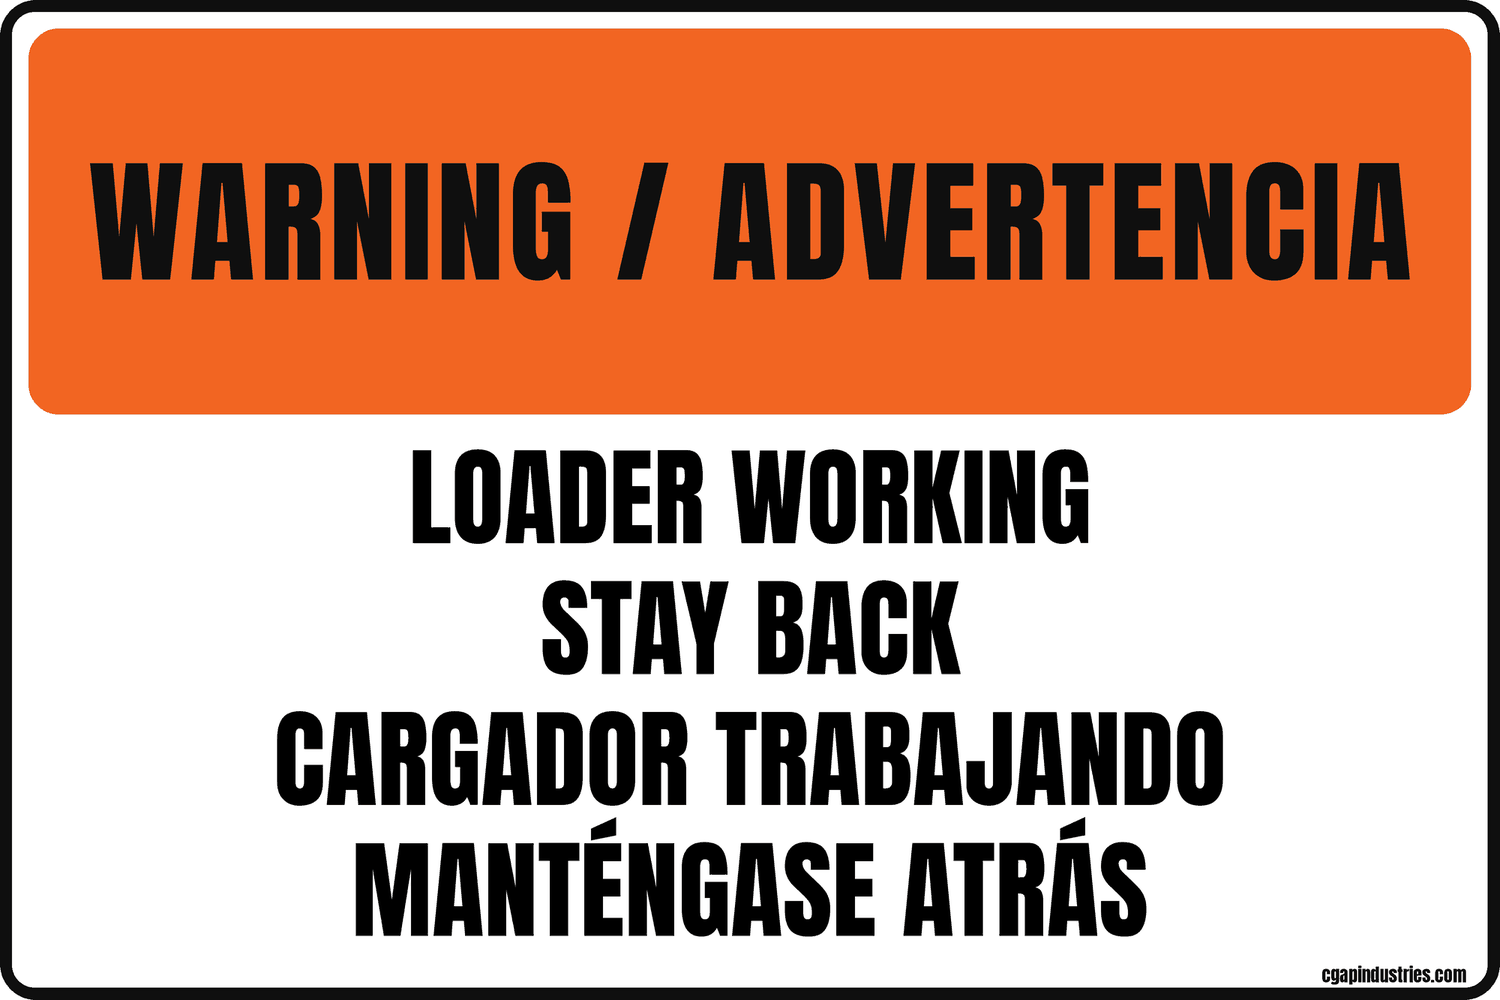 WARNING / ADVERTENCIA
LOADER WORKING
STAY BACK
CARGADOR TRABAJANDO
MANTÉNGASE ATRÁS
cgapindustries.com